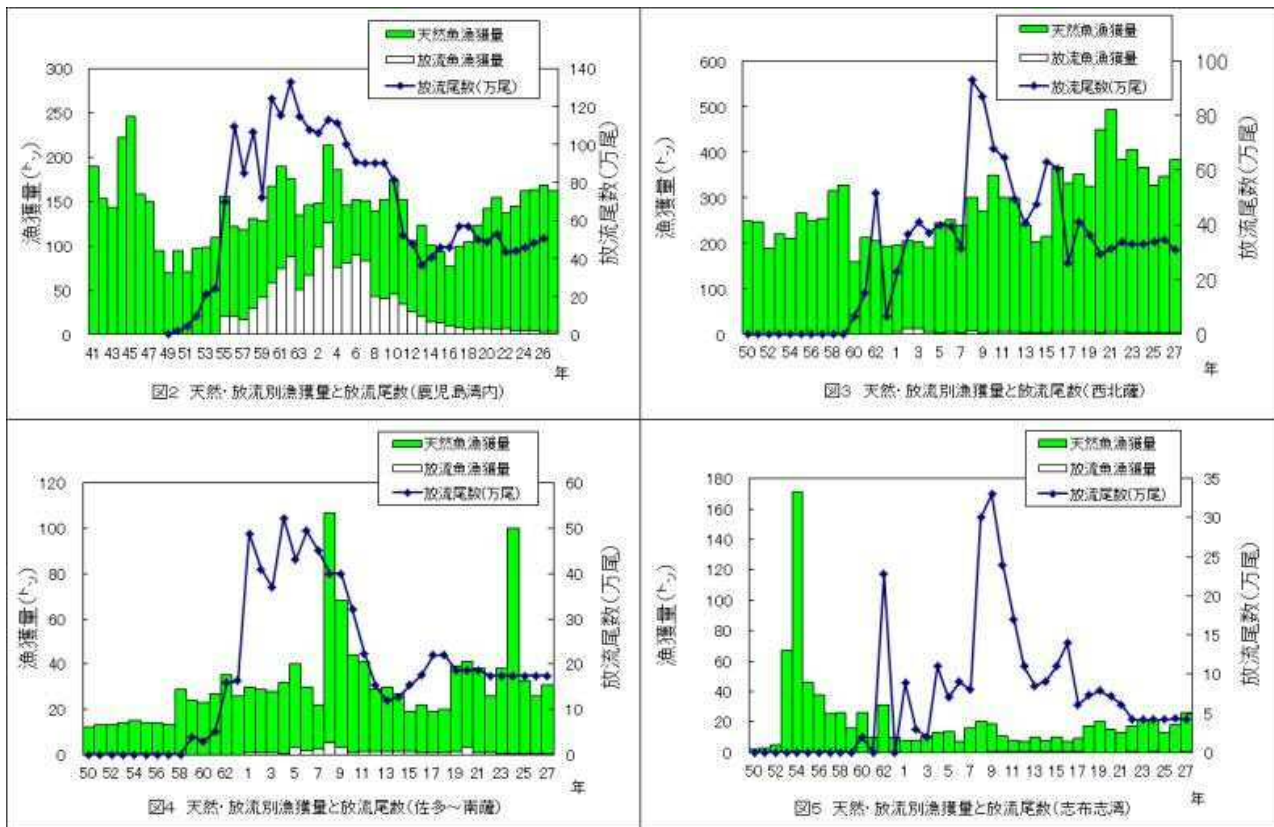 天然魚漁獲量
放流魚漁獲量
放流尾数(万尾)
漁獲量(トン)
300
250
200
150
100
50
0
140
120
100
80
60
40
20
0
放流尾数(万尾)
41 43 45 47 49 51 53 55 57 59 61 63 2 4 6 8 10 12 14 16 18 20 22 24 26
年
図2 天然・放流別漁獲量と放流尾数(鹿児島湾内)
天然魚漁獲量
放流魚漁獲量
放流尾数(万尾)
漁獲量(トン)
600
500
400
300
200
100
0
100
80
60
40
20
0
放流尾数(万尾)
50 52 54 56 58 60 62 1 3 5 7 9 11 13 15 17 19 21 23 25 27
年
図3 天然・放流別漁獲量と放流尾数(西北薩)
天然魚漁獲量
放流魚漁獲量
放流尾数(万尾)
漁獲量(トン)
120
100
80
60
40
20
0
60
50
40
30
20
10
0
放流尾数(万尾)
50 52 54 56 58 60 62 1 3 5 7 9 11 13 15 17 19 21 23 25 27
年
図4 天然・放流別漁獲量と放流尾数(佐多～南薩)
天然魚漁獲量
放流魚漁獲量
放流尾数(万尾)
漁獲量(トン)
180
160
140
120
100
80
60
40
20
0
35
30
25
20
15
10
5
0
放流尾数(万尾)
50 52 54 56 58 60 62 1 3 5 7 9 11 13 15 17 19 21 23 25 27
年
図5 天然・放流別漁獲量と放流尾数(志布志湾)